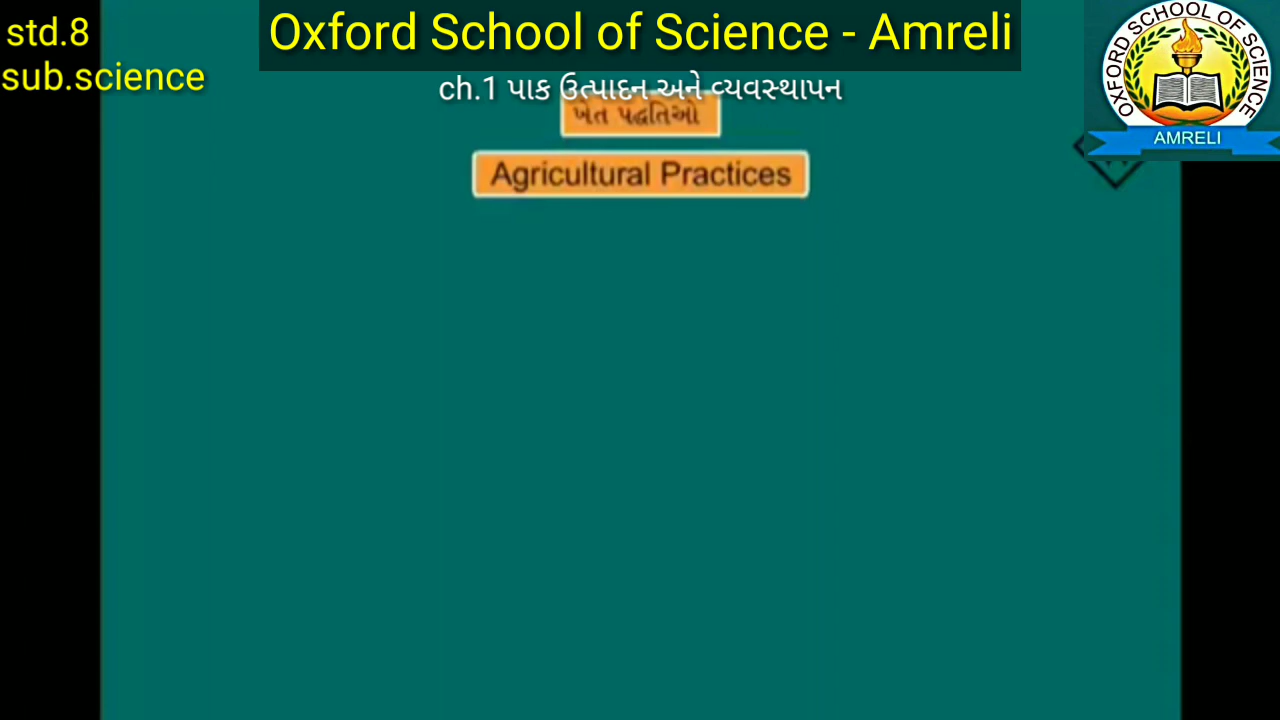 std.8
sub.science
Oxford School of Science - Amreli
ch.1 પાક ઉત્પાદન અને વ્યવસ્થાપન
ખેત પદ્ધતિઓ
Agricultural Practices
OXFORD SCHOOL OF SCIENCE
AMRELI